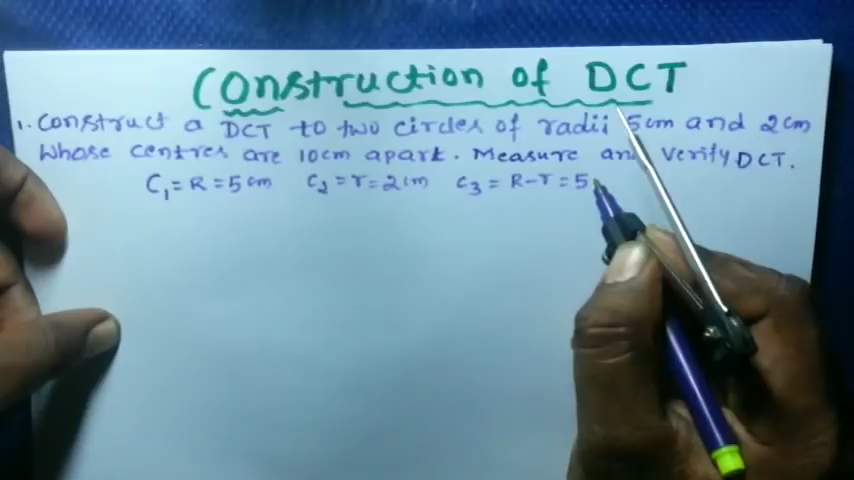 Construction of DCT
1. Construct a DCT to two circles of radii 5cm and 2cm
Whose centres are 10cm apart. Measure and verify DCT.
C₁ = R = 5cm C₂ = r = 2cm C₃ = R - r = 5